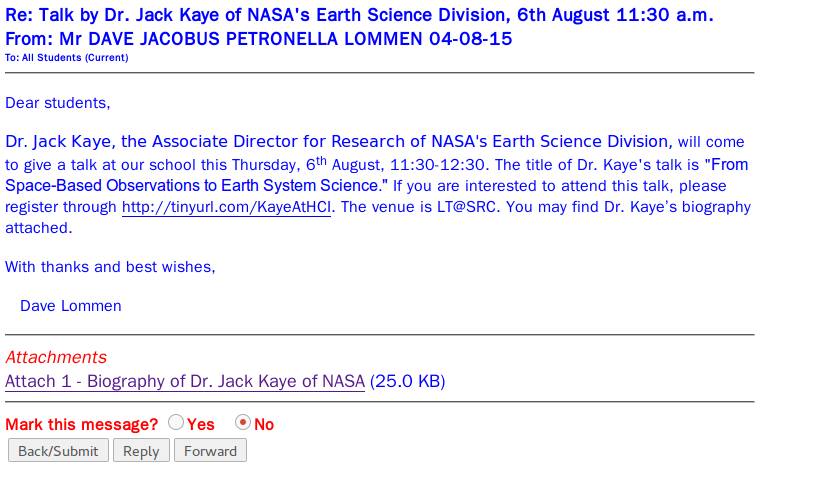 Re: Talk by Dr. Jack Kaye of NASA's Earth Science Division, 6th August 11:30 a.m.
From: Mr DAVE JACOBUS PETRONELLA LOMMEN 04-08-15
To: All Students (Current)
Dear students,
Dr. Jack Kaye, the Associate Director for Research of NASA's Earth Science Division, will come
to give a talk at our school this Thursday, 6th August, 11:30-12:30. The title of Dr. Kaye's talk is "From
Space-Based Observations to Earth System Science." If you are interested to attend this talk, please
register through http://tinyurl.com/KayeAtHCI. The venue is LT@SRC. You may find Dr. Kaye's biography
attached.
With thanks and best wishes,
Dave Lommen
Attachments
Attach 1 - Biography of Dr. Jack Kaye of NASA (25.0 KB)
Mark this message? Yes No
Back/Submit Reply Forward